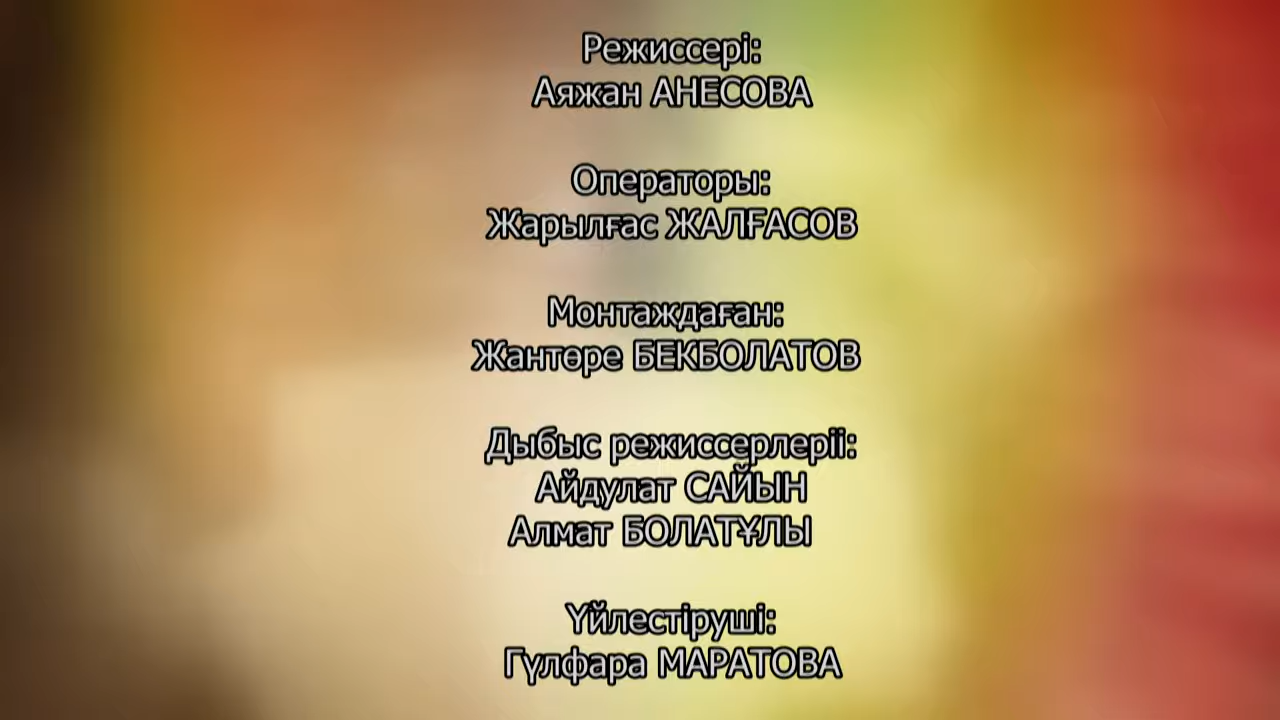 Режиссері:
Аяжан АНЕСОВА
Операторы:
Жарылғас ЖАЛҒАСОВ
Монтаждаған:
Жантөре БЕКБОЛАТОВ
Дыбыс режиссерлеріі:
Айдулат САЙЫН
Алмат БОЛАТҰЛЫ
Үйлестіруші:
Гүлфара МАРАТОВА